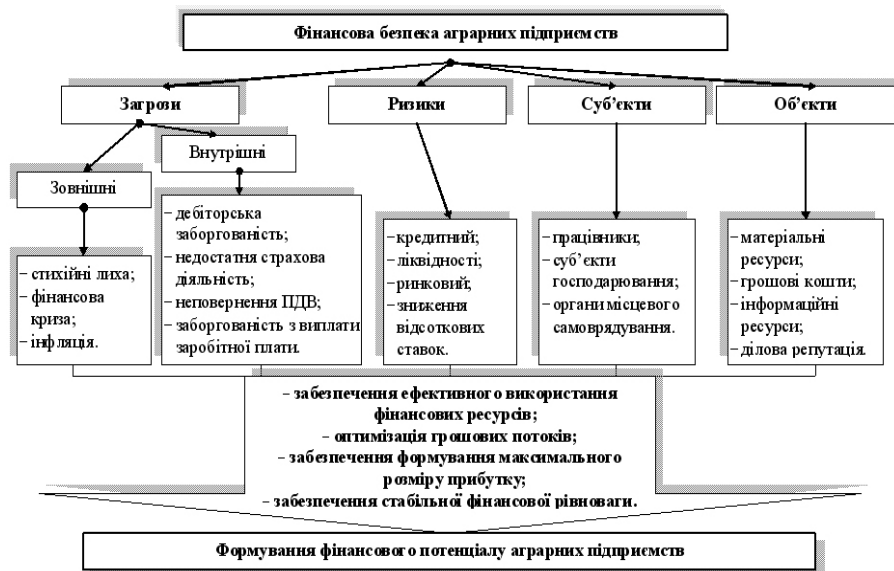 Фінансова безпека аграрних підприємств
Загрози
Ризики
Суб’єкти
Об’єкти
Внутрішні
Зовнішні
– стихійні лиха;
– фінансова
криза;
– інфляція.
– дебіторська
заборгованість;
– недостатня страхова
діяльність;
– неповернення ПДВ;
– заборгованість з виплати
заробітної плати.
– кредитний;
– ліквідності;
– ринковий;
– зниження
відсоткових
ставок.
– працівники;
– суб’єкти
господарювання;
– органи місцевого
самоврядування.
– матеріальні
ресурси;
– грошові кошти;
– інформаційні
ресурси;
– ділова репутація.
– забезпечення ефективного використання
фінансових ресурсів;
– оптимізація грошових потоків;
– забезпечення формування максимального
розміру прибутку;
– забезпечення стабільної фінансової рівноваги.
Формування фінансового потенціалу аграрних підприємств